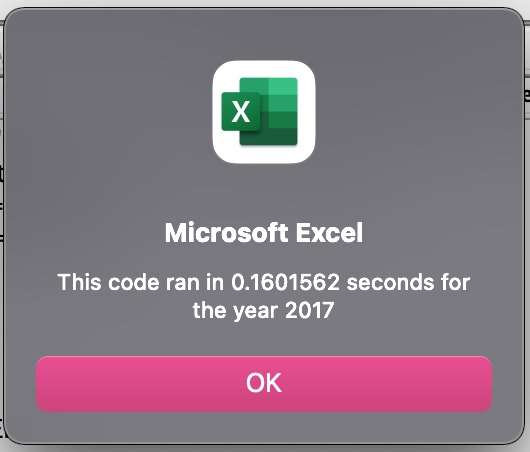 X
Microsoft Excel
This code ran in 0.1601562 seconds for
the year 2017
OK